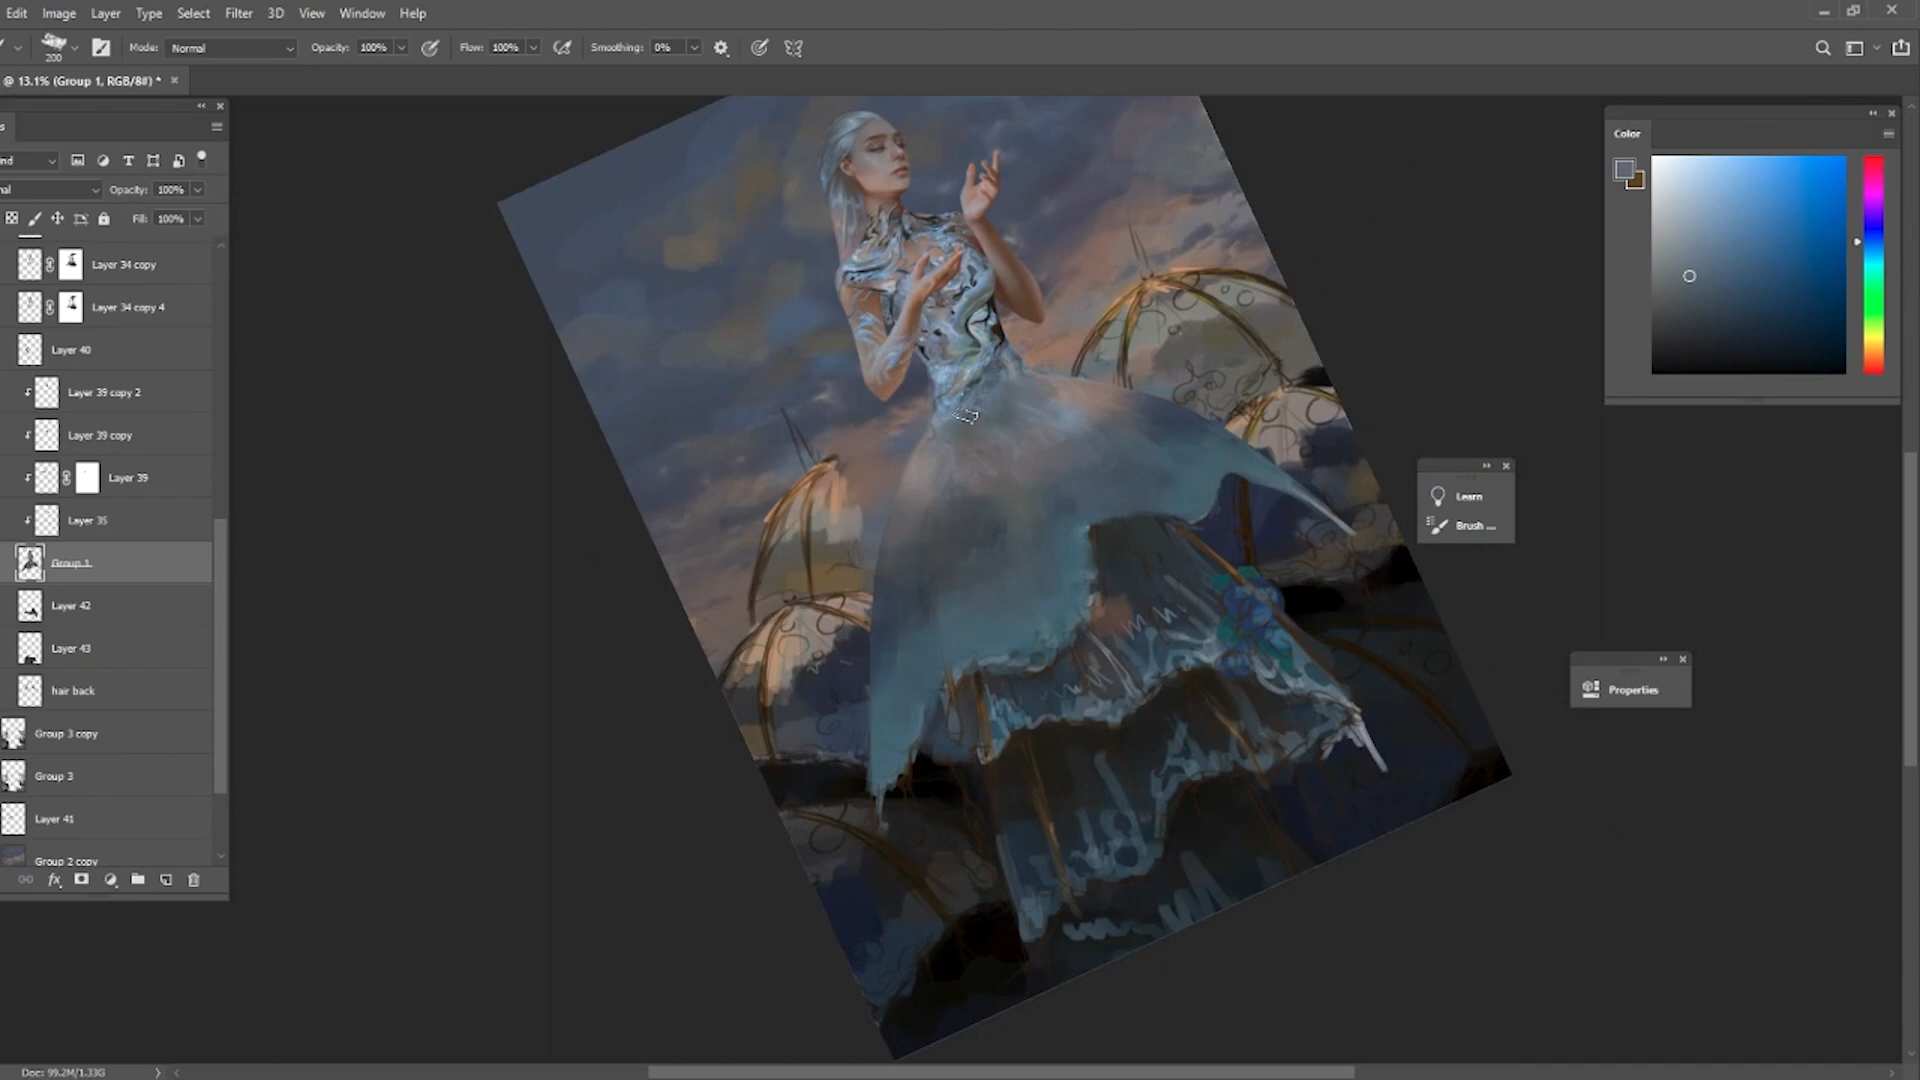 Edit Image Layer Type Select Filter 3D View Window Help
200 Mode: Normal Opacity: 100% Flow: 100% Smoothing: 0%
@ 13.1% (Group 1, RGB/8#) *
s
nd
al Opacity: 100%
Fill: 100%
Layer 34 copy
Layer 34 copy 4
Layer 40
Layer 39 copy 2
Layer 39 copy
Layer 39
Layer 35
Group 1
Layer 42
Layer 43
hair back
Group 3 copy
Group 3
Layer 41
Group 2 copy
fx
Doc: 99.2M/1.33G
Color
Learn
Brush ...
Properties